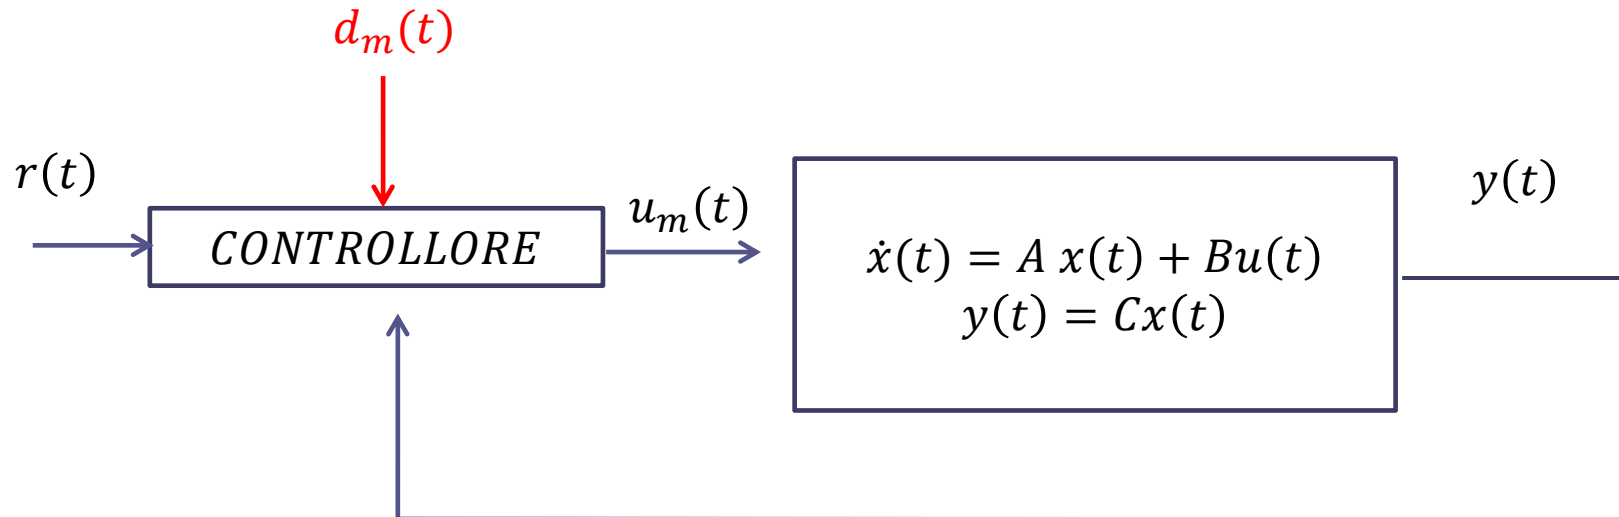 d_m(t)
r(t)
CONTROLLORE
u_m(t)
ẋ(t) = A x(t) + Bu(t)
y(t) = Cx(t)
y(t)